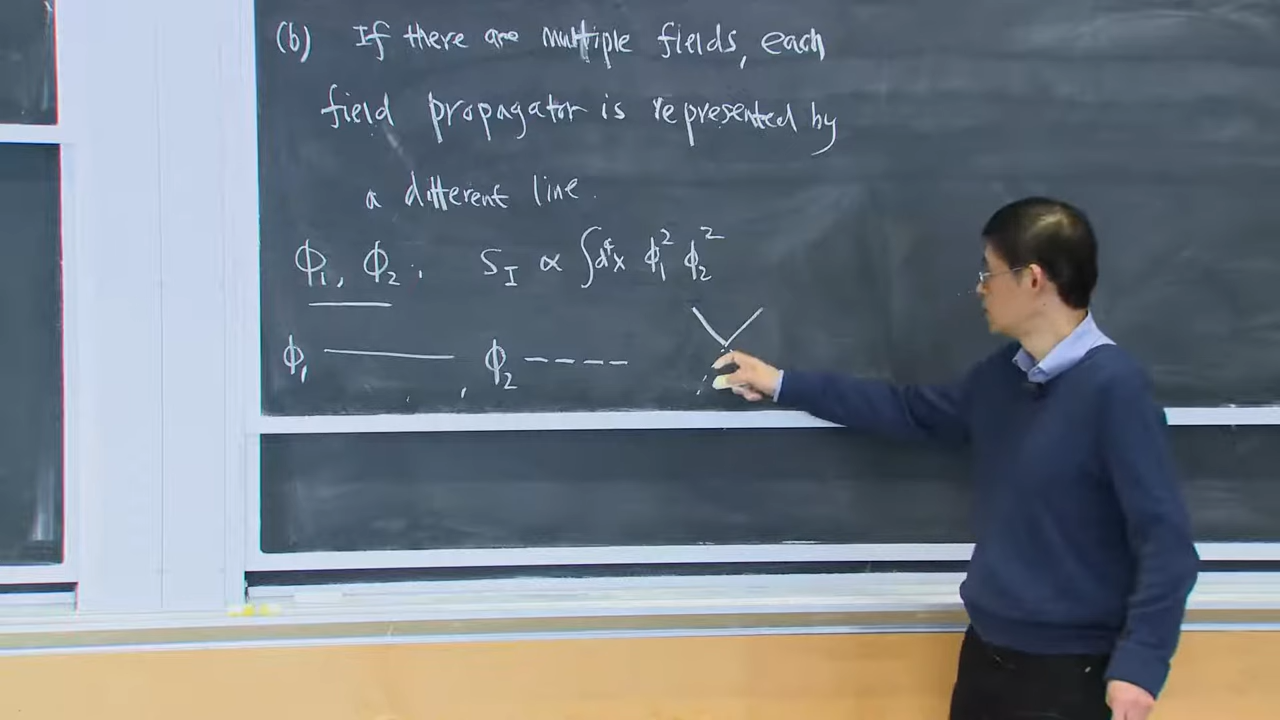 (b) If there are multiple fields, each
field propagator is represented by
a different line.
Φ₁, Φ₂ : S_I ∝ ∫d⁴x ϕ₁² ϕ₂²
ϕ₁ ———— , ϕ₂ - - - -